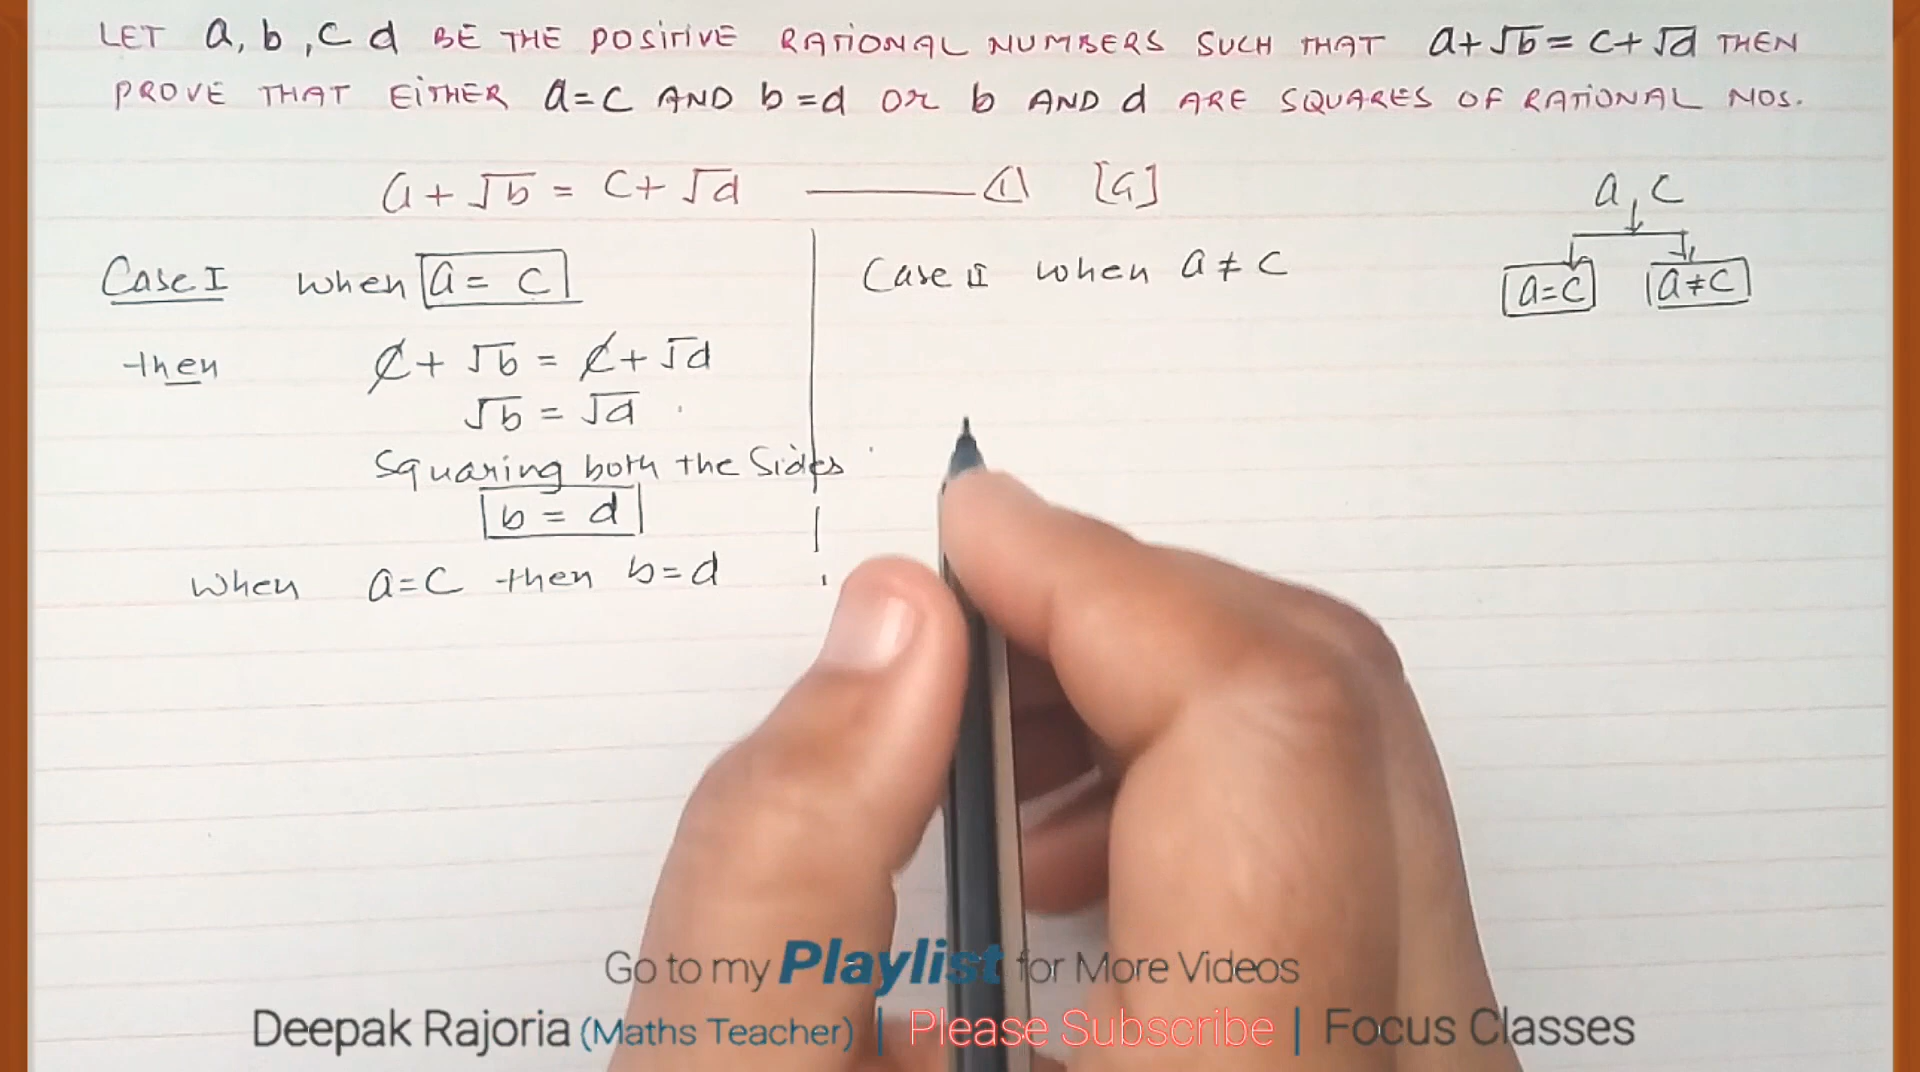 LET a, b, c d BE THE POSITIVE RATIONAL NUMBERS SUCH THAT a+√b = c+√d THEN
PROVE THAT EITHER a=c AND b=d Or b AND d ARE SQUARES OF RATIONAL NOS.
a+√b = c+√d ——— ① [G]
a, c
a=c a≠c
Case I when a = c
then c+ √b = c+ √d
√b = √d
Squaring both the Sides
b = d
When a=c then b=d
Case II when a ≠ c
Go to my Playlist for More Videos
Deepak Rajoria (Maths Teacher) | Please Subscribe | Focus Classes